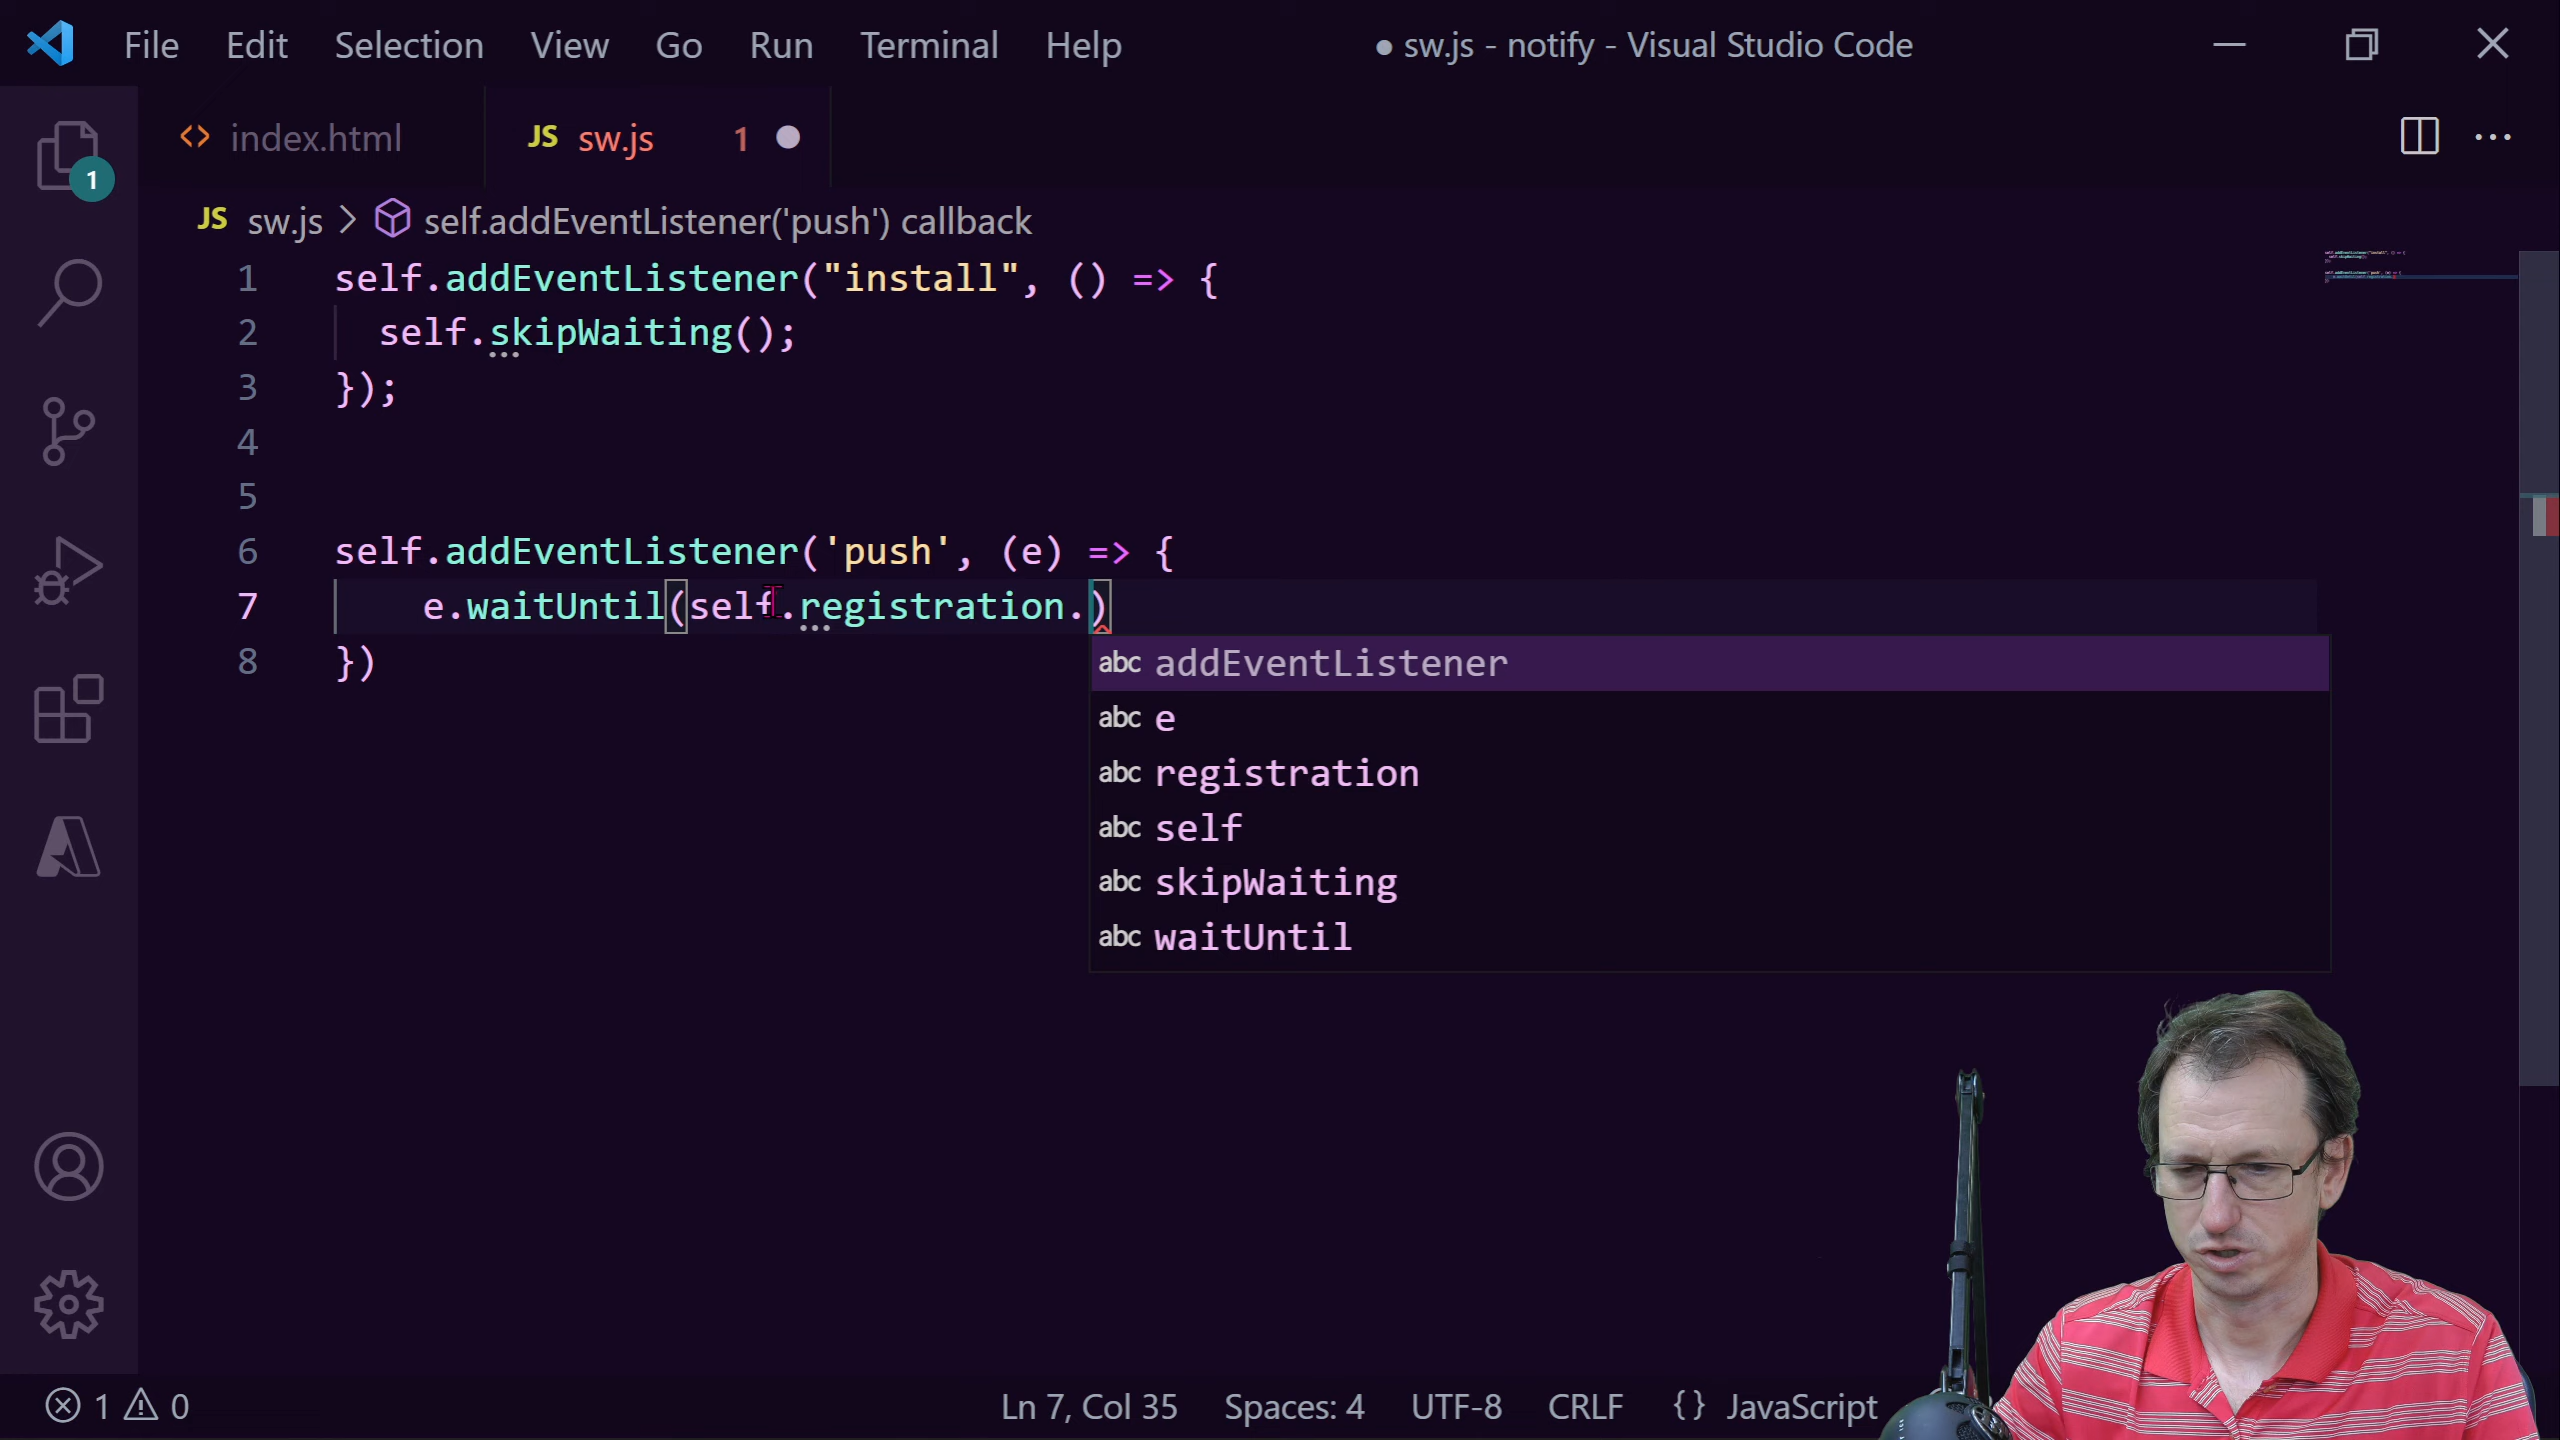 File Edit Selection View Go Run Terminal Help ● sw.js - notify - Visual Studio Code
1
index.html JS sw.js 1
JS sw.js > self.addEventListener('push') callback
1 self.addEventListener("install", () => {
2 self.skipWaiting();
3 });
4
5
6 self.addEventListener('push', (e) => {
7 e.waitUntil(self.registration.)
8 })
abc addEventListener
abc e
abc registration
abc self
abc skipWaiting
abc waitUntil
1 0 Ln 7, Col 35 Spaces: 4 UTF-8 CRLF {} JavaScript